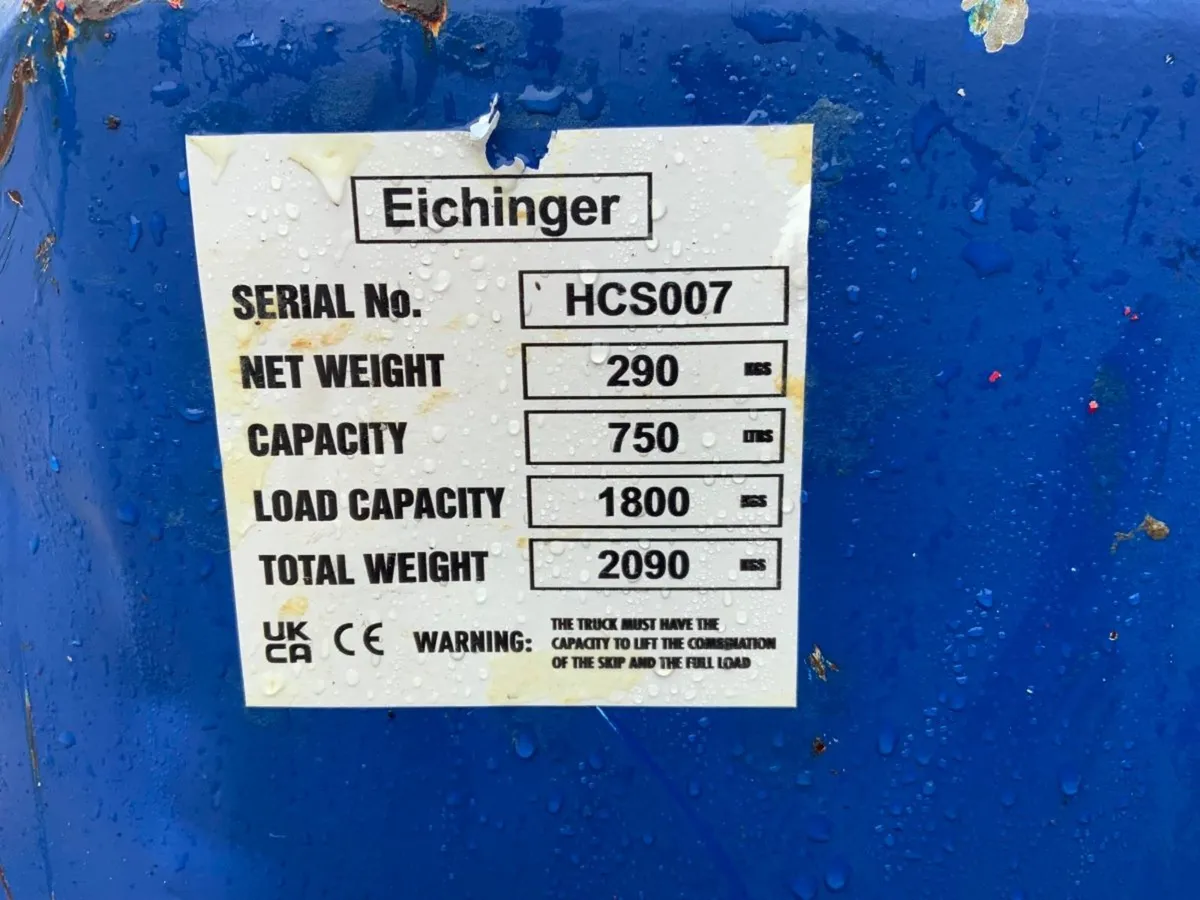 Eichinger
SERIAL No. HCS007
NET WEIGHT 290 KGS
CAPACITY 750 LTRS
LOAD CAPACITY 1800 KGS
TOTAL WEIGHT 2090 KGS
UK
CA
CE
WARNING:
THE TRUCK MUST HAVE THE
CAPACITY TO LIFT THE COMBINATION
OF THE SKIP AND THE FULL LOAD